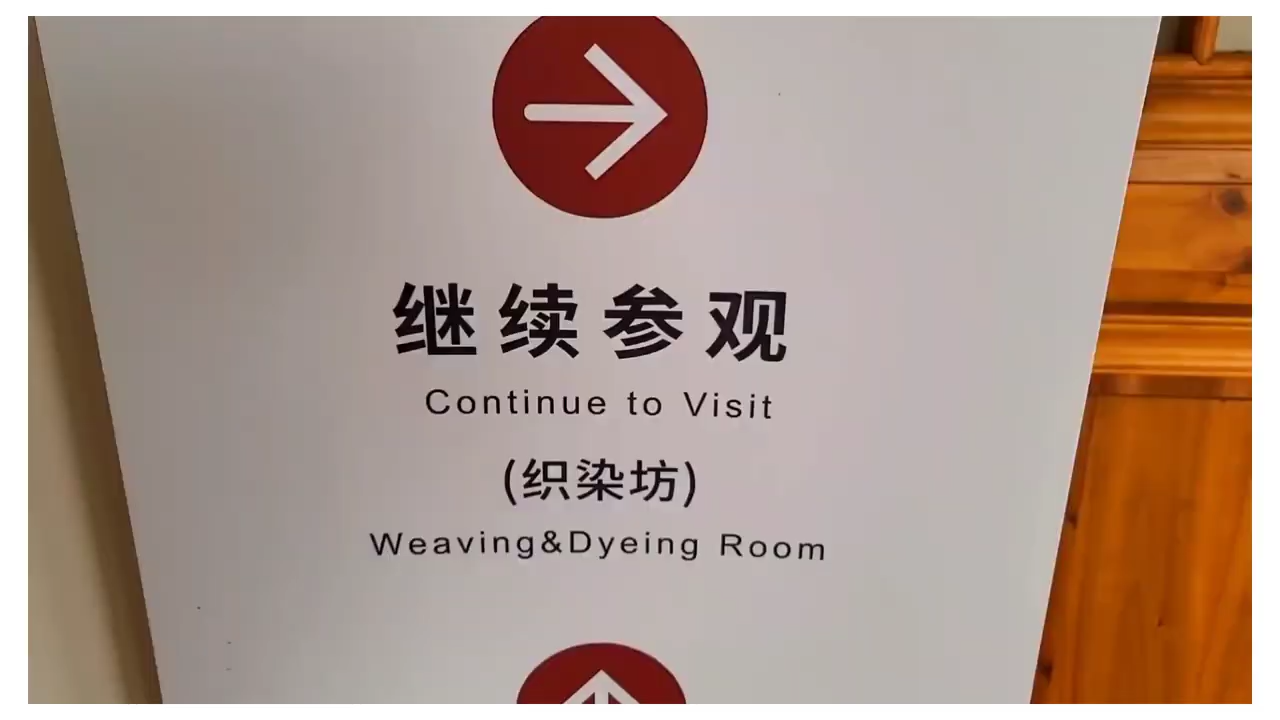 继续参观
Continue to Visit
(织染坊)
Weaving&Dyeing Room